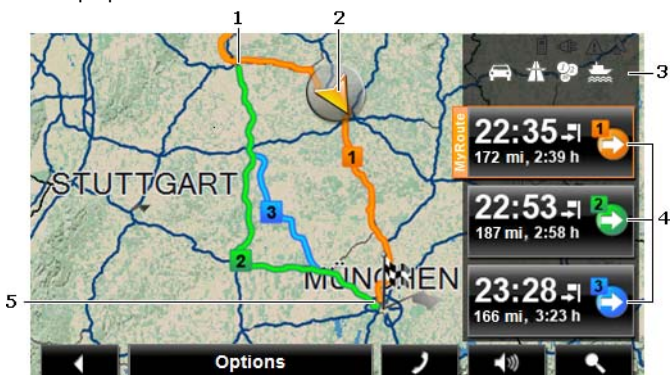 1
2
3
STUTTGART
MÜNCHEN
1
3
2
MyRoute
22:35
1
172 mi, 2:39 h
22:53
2
187 mi, 2:58 h
23:28
3
166 mi, 3:23 h
4
5
Options